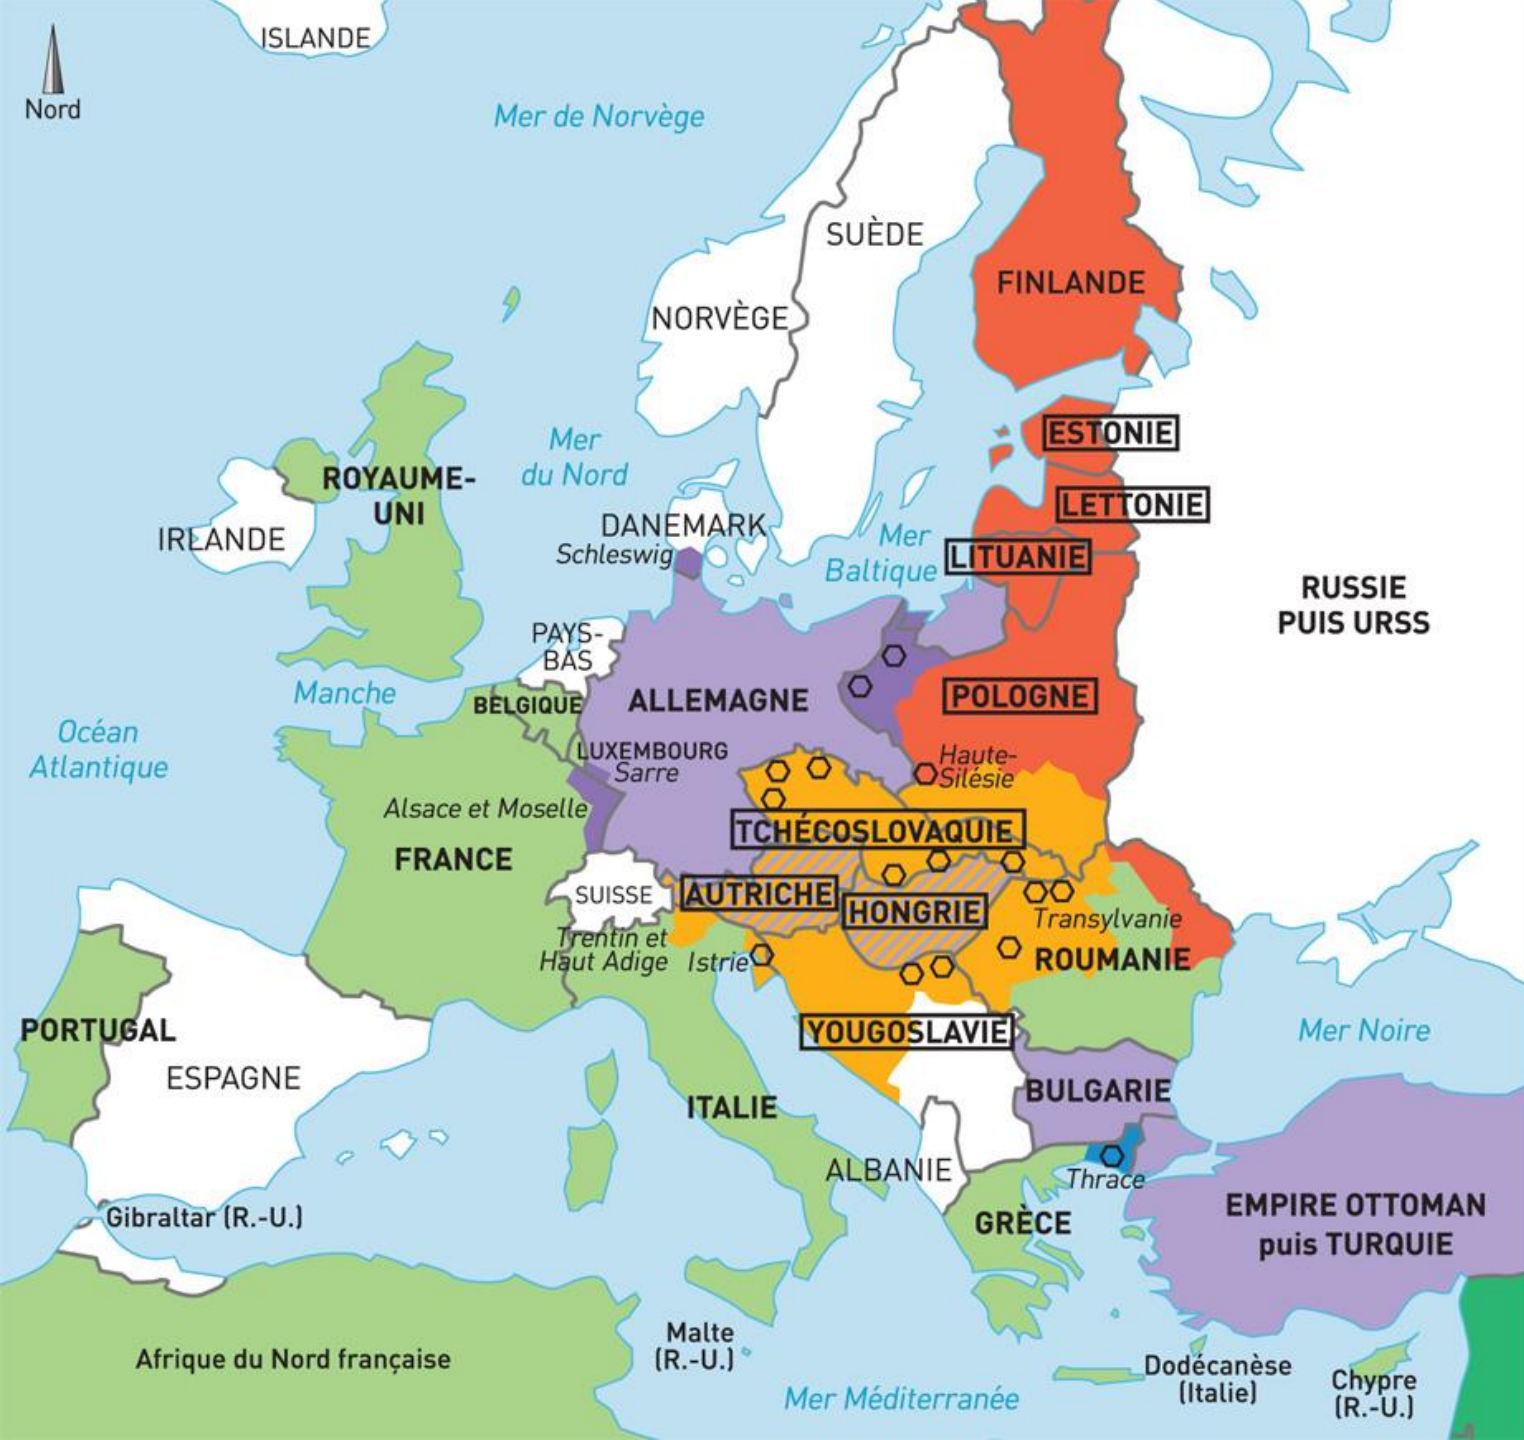 ISLANDE
Nord
Mer de Norvège
SUÈDE
FINLANDE
NORVÈGE
ESTONIE
Mer
du Nord
ROYAUME-
UNI
LETTONIE
IRLANDE
DANEMARK
Schleswig
Mer
Baltique
LITUANIE
RUSSIE
PUIS URSS
PAYS-
BAS
Manche
BELGIQUE
ALLEMAGNE
POLOGNE
Océan
Atlantique
LUXEMBOURG
Sarre
Haute-
Silésie
Alsace et Moselle
TCHÉCOSLOVAQUIE
FRANCE
SUISSE
AUTRICHE
HONGRIE
Transylvanie
Trentin et
Haut Adige
Istrie
ROUMANIE
PORTUGAL
YOUGOSLAVIE
Mer Noire
ESPAGNE
BULGARIE
ITALIE
ALBANIE
Thrace
Gibraltar (R.-U.)
GRÈCE
EMPIRE OTTOMAN
puis TURQUIE
Afrique du Nord française
Malte
(R.-U.)
Dodécanèse
(Italie)
Chypre
(R.-U.)
Mer Méditerranée